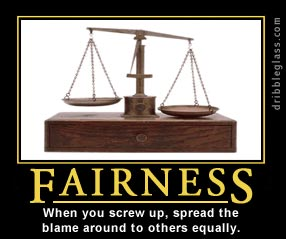 dribbleglass.com
FAIRNESS
When you screw up, spread the
blame around to others equally.